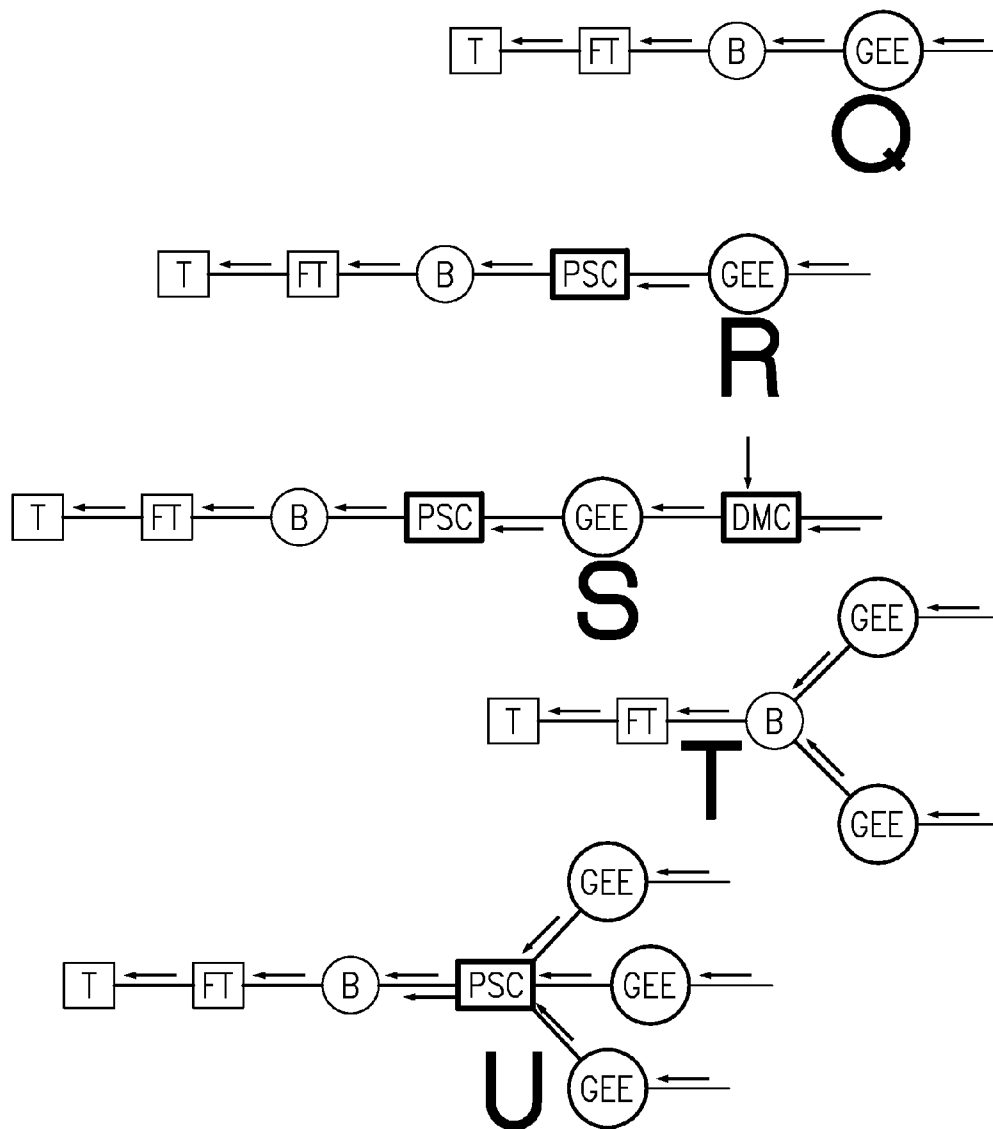 T FT B GEE
Q
T FT B PSC GEE
R
T FT B PSC GEE DMC
S
GEE
T FT B
T
GEE
GEE
T FT B PSC GEE
U
GEE